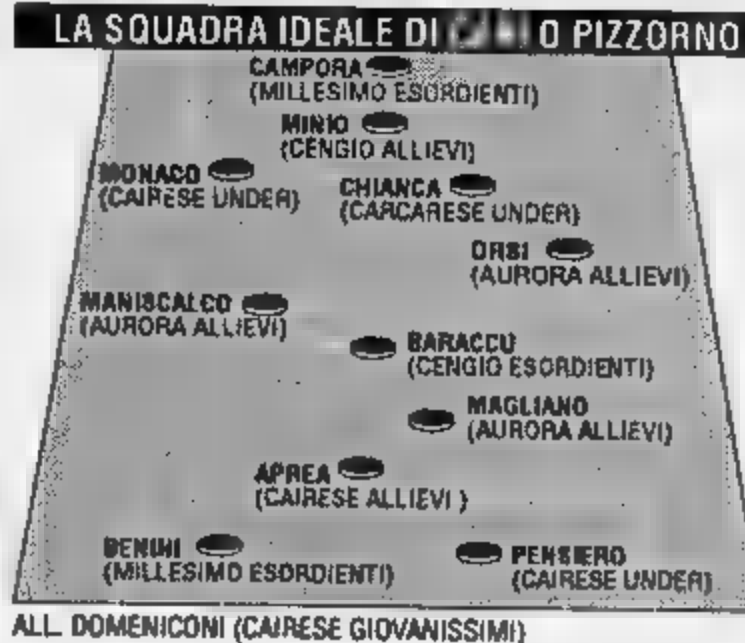 LA SQUADRA IDEALE DI O PIZZORNO
CAMPORA
(MILLESIMO ESORDIENTI)
MINIO
(CENGIO ALLIEVI)
MONACO
(CAIRESE UNDER)
CHIANCA
(CARCARESE UNDER)
ORSI
(AURORA ALLIEVI)
MANISCALCO
(AURORA ALLIEVI)
BARACCU
(CENGIO ESORDIENTI)
MAGLIANO
(AURORA ALLIEVI)
APREA
(CAIRESE ALLIEVI )
BENINI
(MILLESIMO ESORDIENTI)
PENSIERO
(CAIRESE UNDER)
ALL. DOMENICONI (CAIRESE GIOVANISSIMI)